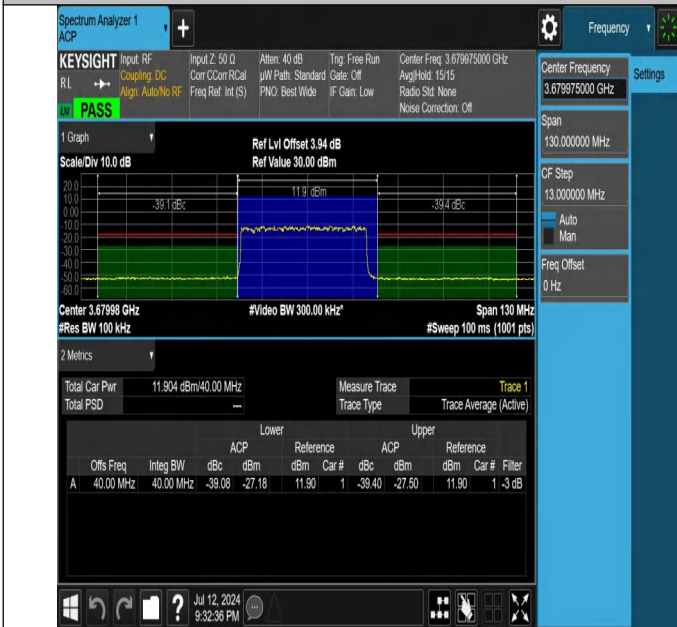 Spectrum Analyzer 1
ACP
+
Frequency
KEYSIGHT Input: RF Input Z: 50 Ω Atten: 40 dB Trig: Free Run Center Freq: 3.679975000 GHz
RL Coupling: DC Corr CCorr RCal µW Path: Standard Gate: Off Avg|Hold: 15/15
Align: Auto/No RF Freq Ref: Int (S) PNO: Best Wide IF Gain: Low Radio Std: None
PASS Noise Correction: Off
Center Frequency
3.679975000 GHz
Settings
Span
130.000000 MHz
CF Step
13.000000 MHz
Auto
Man
Freq Offset
0 Hz
1 Graph
Ref Lvl Offset 3.94 dB
Scale/Div 10.0 dB Ref Value 30.00 dBm
20.0
10.0
0.00
-10.0
-20.0
-30.0
-40.0
-50.0
-60.0
-39.1 dBc 11.9 dBm -39.4 dBc
Center 3.67998 GHz #Video BW 300.00 kHz* Span 130 MHz
#Res BW 100 kHz #Sweep 100 ms (1001 pts)
2 Metrics
Total Car Pwr 11.904 dBm/40.00 MHz Measure Trace Trace 1
Total PSD --- Trace Type Trace Average (Active)
Lower Upper
ACP Reference ACP Reference
Offs Freq Integ BW dBc dBm dBm Car # dBc dBm dBm Car # Filter
A 40.00 MHz 40.00 MHz -39.08 -27.18 11.90 1 -39.40 -27.50 11.90 1 -3 dB
?
Jul 12, 2024
9:32:36 PM